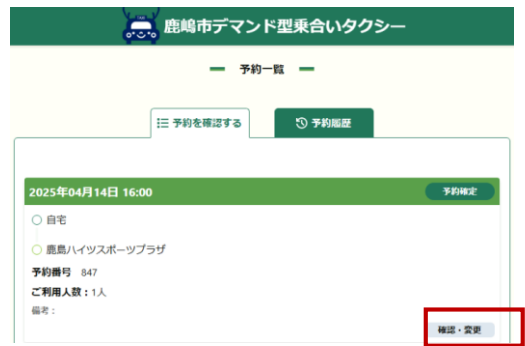 鹿嶋市デマンド型乗合いタクシー
予約一覧
予約を確認する
予約履歴
2025年04月14日 16:00 予約確定
自宅
鹿島ハイツスポーツプラザ
予約番号 847
ご利用人数：1人
備考：
確認・変更